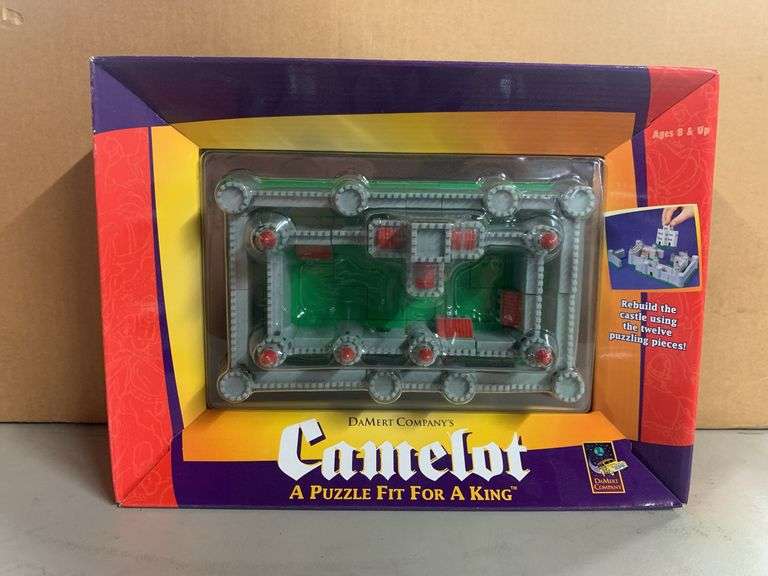 Ages 8 & Up
Rebuild the
castle using
the twelve
puzzling pieces!
DaMert Company's
Camelot
A Puzzle Fit For A King™
DaMert
Company